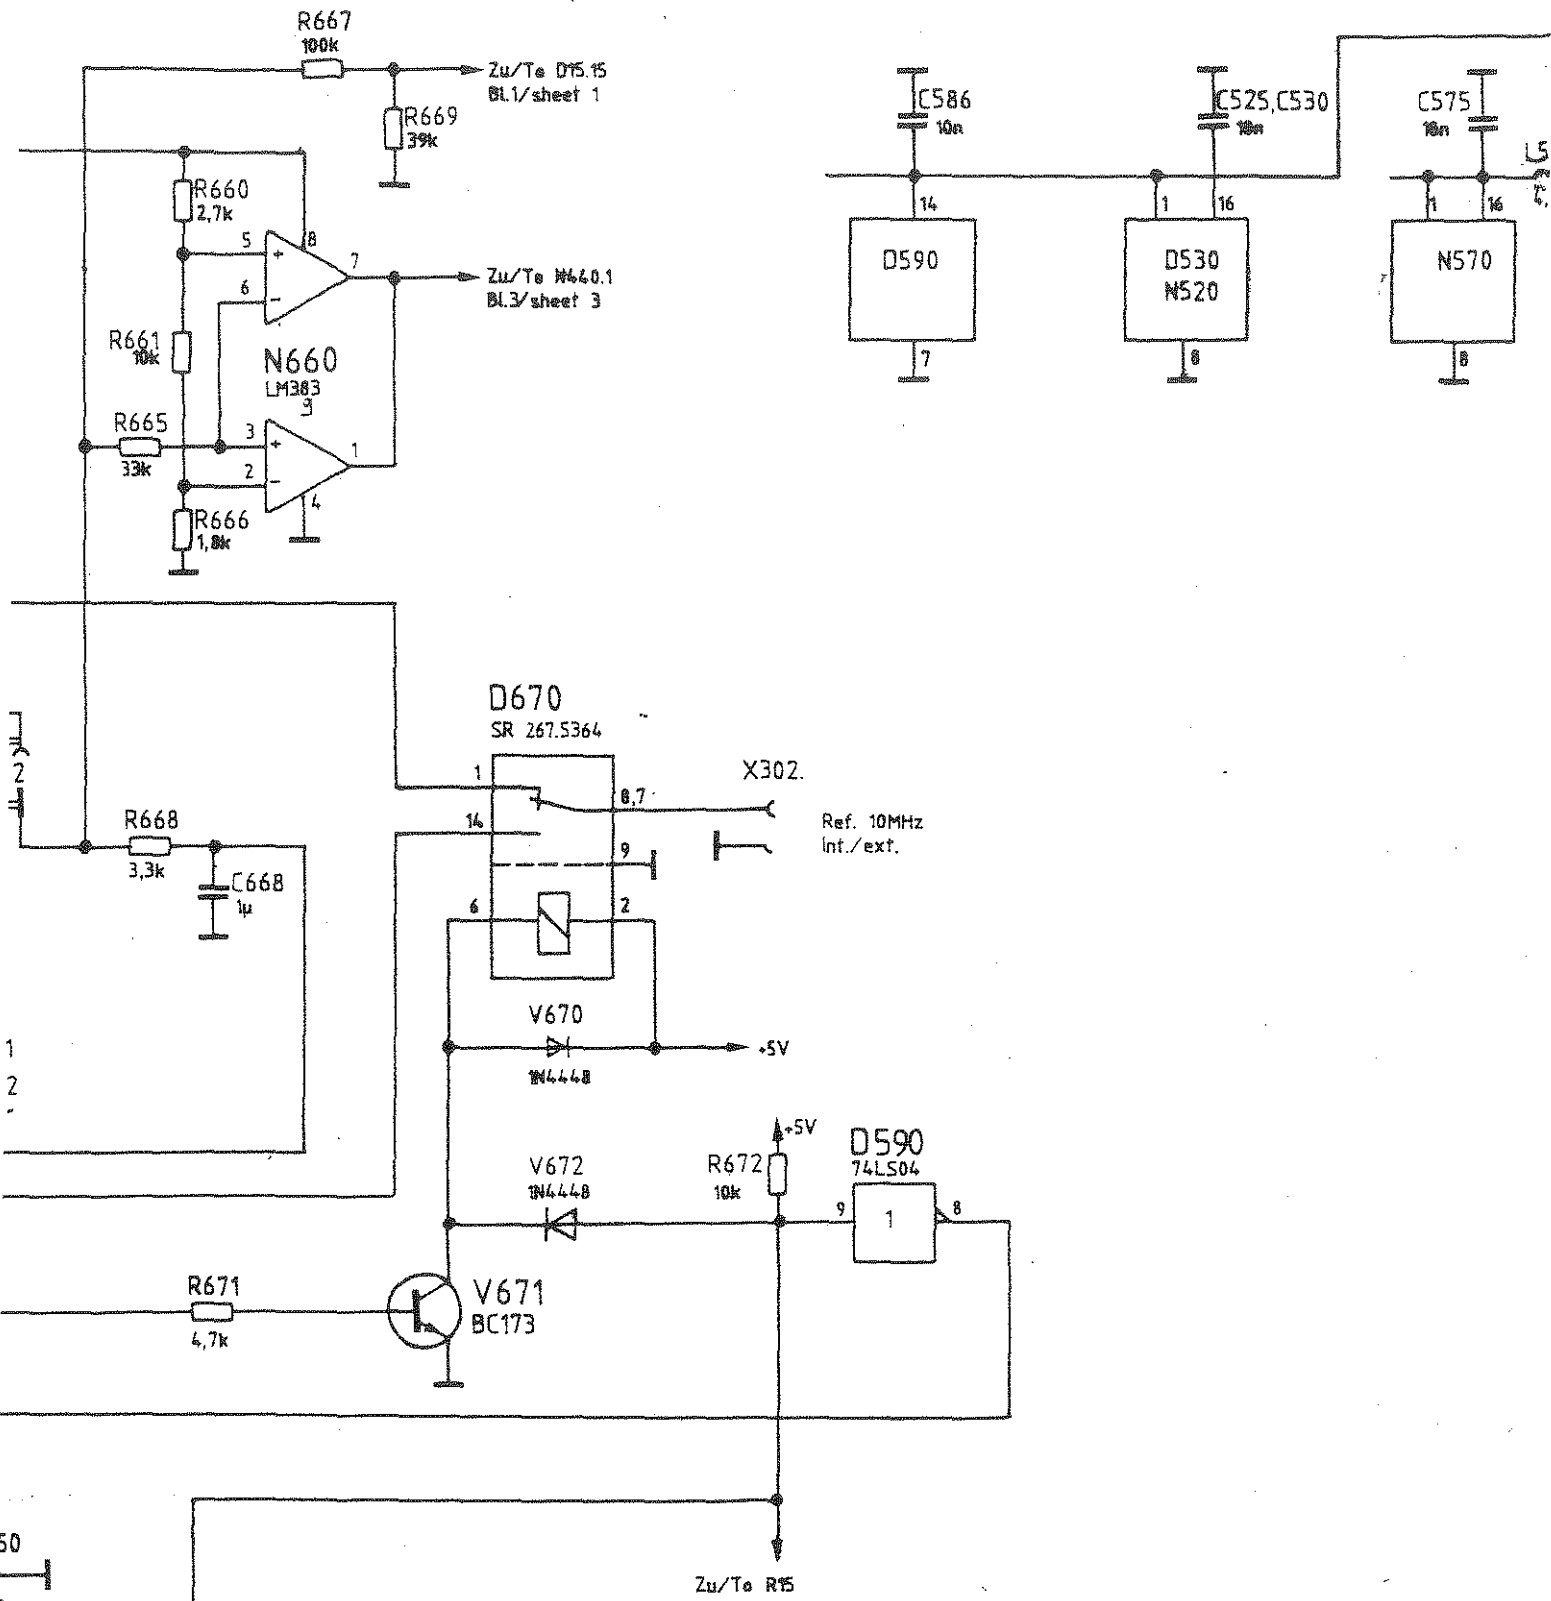 R667
100k
Zu/To D15.15
Bl.1/sheet 1
R669
39k
R660
2,7k
5
+
8
7
6
-
Zu/To N440.1
Bl.3/sheet 3
R661
10k
N660
LM383
9
R665
33k
3
+
1
2
-
4
R666
1,8k
C586
10n
14
D590
7
C525,C530
10n
1
16
D530
N520
8
C575
10n
L5
1
16
N570
8
D670
SR 267.5364
1
8,7
14
9
6
2
X302.
Ref. 10MHz
Int./ext.
2
R668
3,3k
C668
1µ
V670
1N4448
+5V
1
2
+5V
R672
10k
D590
74LS04
9
1
8
V672
1N4448
R671
4,7k
V671
BC173
50
Zu/To R15